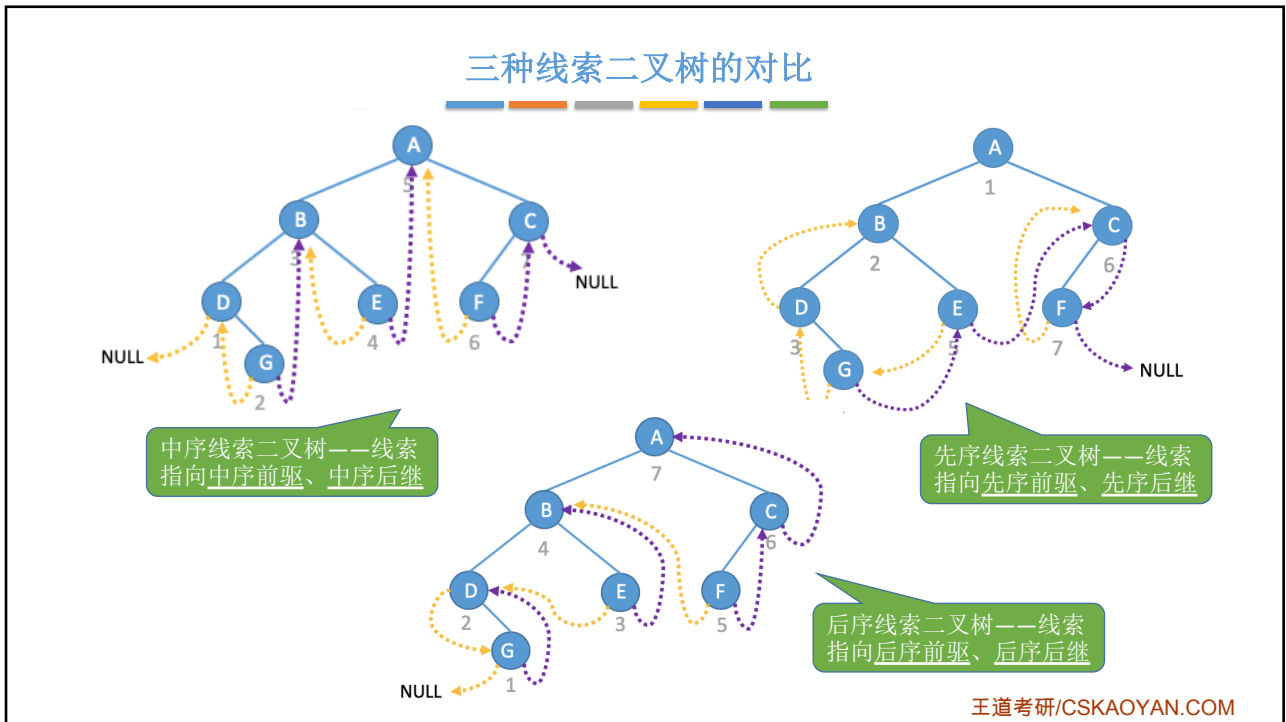 三种线索二叉树的对比
A
5
B
3
C
7
NULL
D
1
E
4
F
6
NULL
G
2
中序线索二叉树——线索
指向中序前驱、中序后继
A
1
B
2
C
6
D
3
E
5
F
7
G
NULL
先序线索二叉树——线索
指向先序前驱、先序后继
A
7
B
4
C
6
D
2
E
3
F
5
G
1
NULL
后序线索二叉树——线索
指向后序前驱、后序后继
王道考研/CSKAOYAN.COM